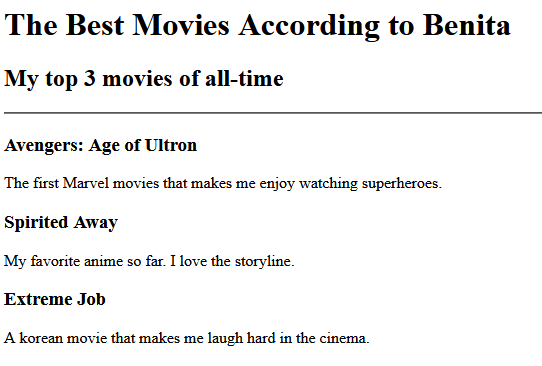 The Best Movies According to Benita
My top 3 movies of all-time
Avengers: Age of Ultron
The first Marvel movies that makes me enjoy watching superheroes.
Spirited Away
My favorite anime so far. I love the storyline.
Extreme Job
A korean movie that makes me laugh hard in the cinema.